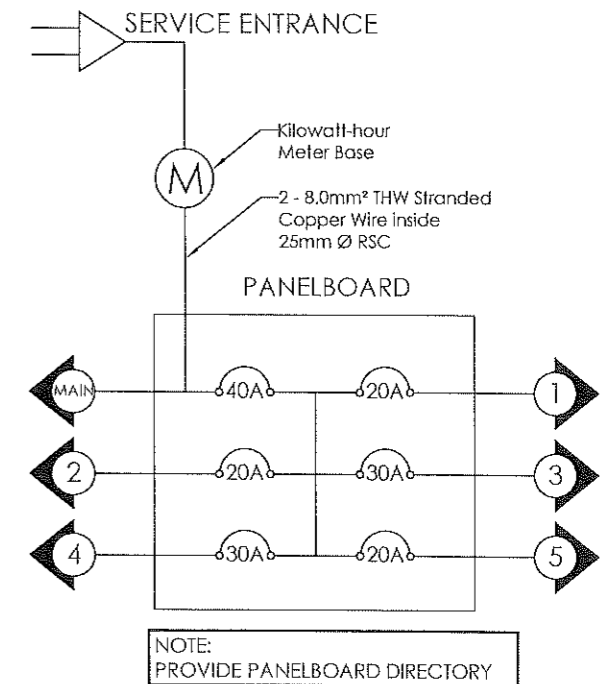 SERVICE ENTRANCE
Kilowatt-hour
Meter Base
M
2 - 8.0mm² THW Stranded
Copper Wire inside
25mm Ø RSC
PANELBOARD
MAIN 40A 20A 1
2 20A 30A 3
4 30A 20A 5
NOTE:
PROVIDE PANELBOARD DIRECTORY